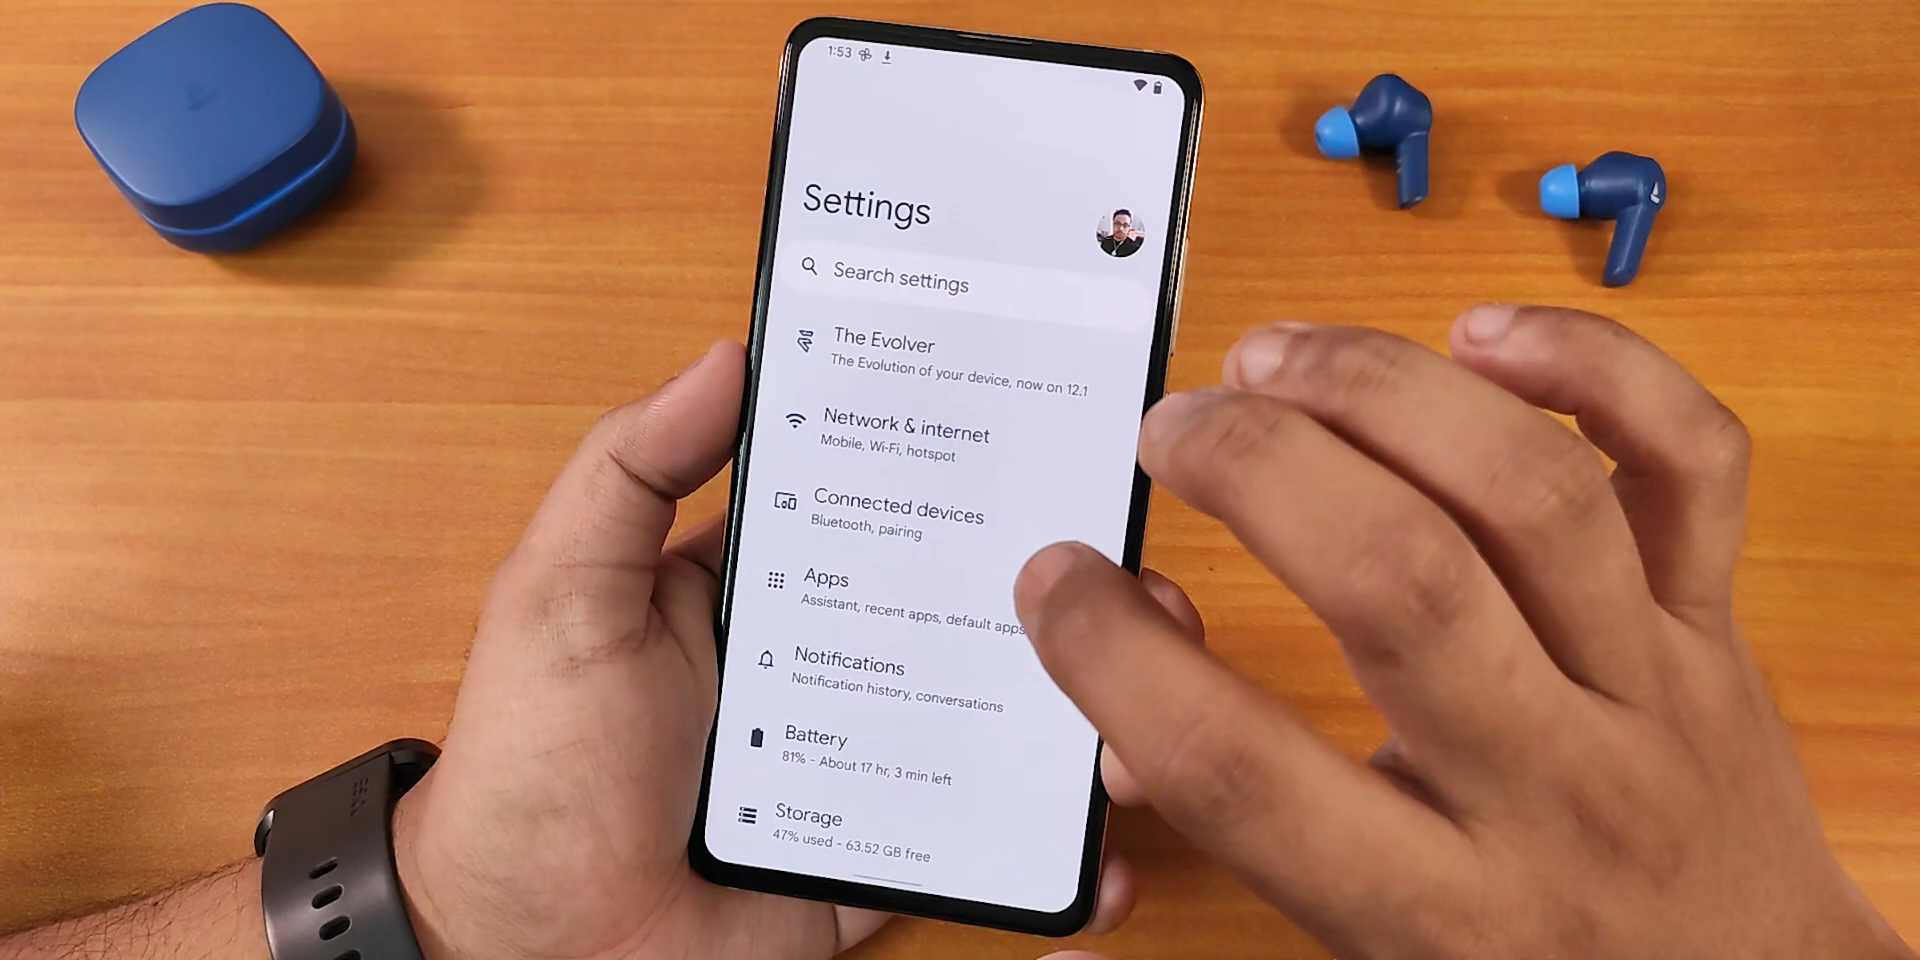 1:53
Settings
Search settings
The Evolver
The Evolution of your device, now on 12.1
Network & internet
Mobile, Wi-Fi, hotspot
Connected devices
Bluetooth, pairing
Apps
Assistant, recent apps, default apps
Notifications
Notification history, conversations
Battery
81% - About 17 hr, 3 min left
Storage
47% used - 63.52 GB free